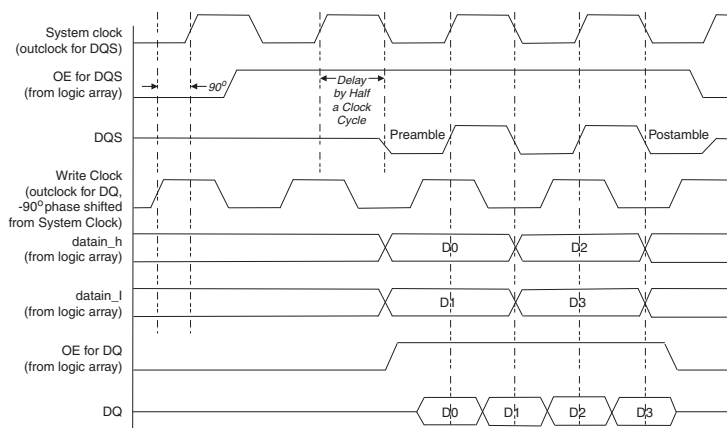 System clock
(outclock for DQS)
OE for DQS
(from logic array)
90°
Delay
by Half
a Clock
Cycle
DQS
Preamble
Postamble
Write Clock
(outclock for DQ,
-90° phase shifted
from System Clock)
datain_h
(from logic array)
D0
D2
datain_l
(from logic array)
D1
D3
OE for DQ
(from logic array)
DQ
D0
D1
D2
D3